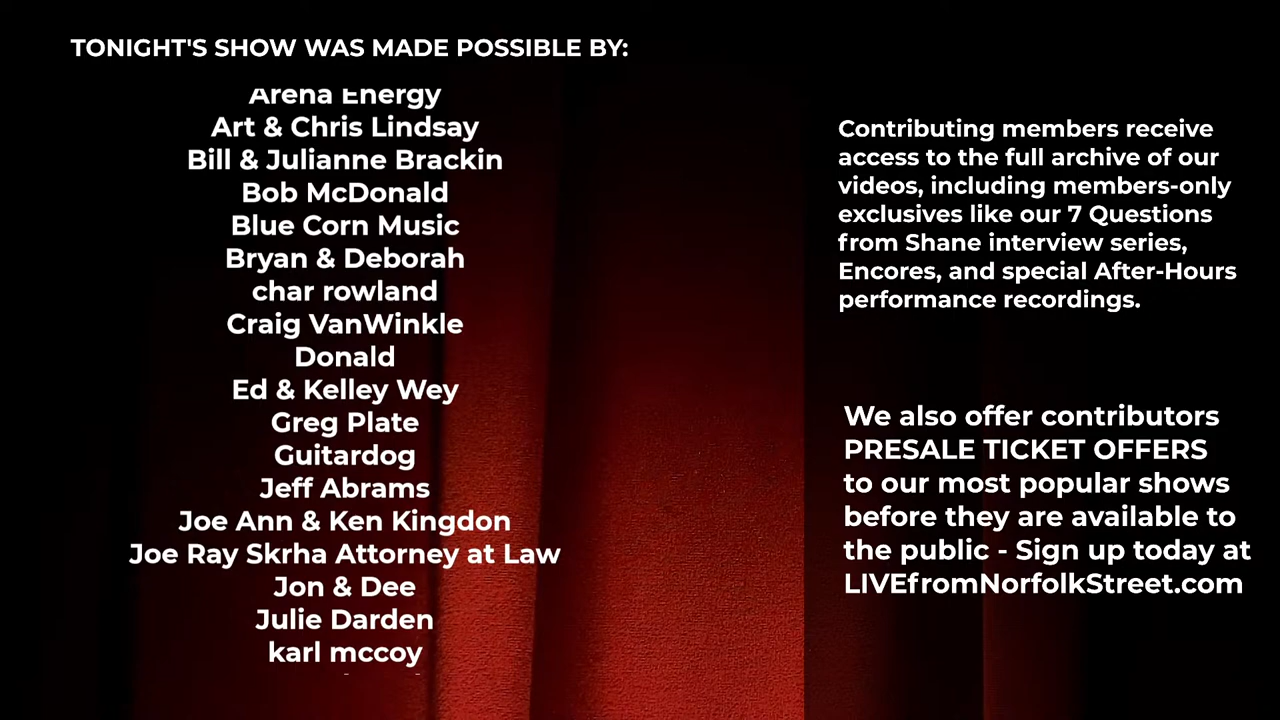 TONIGHT'S SHOW WAS MADE POSSIBLE BY:
Arena Energy
Art & Chris Lindsay
Bill & Julianne Brackin
Bob McDonald
Blue Corn Music
Bryan & Deborah
char rowland
Craig VanWinkle
Donald
Ed & Kelley Wey
Greg Plate
Guitardog
Jeff Abrams
Joe Ann & Ken Kingdon
Joe Ray Skrha Attorney at Law
Jon & Dee
Julie Darden
karl mccoy
Contributing members receive
access to the full archive of our
videos, including members-only
exclusives like our 7 Questions
from Shane interview series,
Encores, and special After-Hours
performance recordings.
We also offer contributors
PRESALE TICKET OFFERS
to our most popular shows
before they are available to
the public - Sign up today at
LIVEfromNorfolkStreet.com